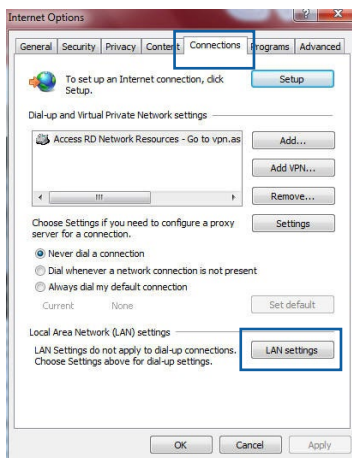 Internet Options
General Security Privacy Content Connections Programs Advanced
To set up an Internet connection, click
Setup.
Setup
Dial-up and Virtual Private Network settings
Access RD Network Resources - Go to vpn.as
Add...
Add VPN...
Remove...
Choose Settings if you need to configure a proxy
server for a connection.
Settings
Never dial a connection
Dial whenever a network connection is not present
Always dial my default connection
Current None
Set default
Local Area Network (LAN) settings
LAN Settings do not apply to dial-up connections.
Choose Settings above for dial-up settings.
LAN settings
OK Cancel Apply